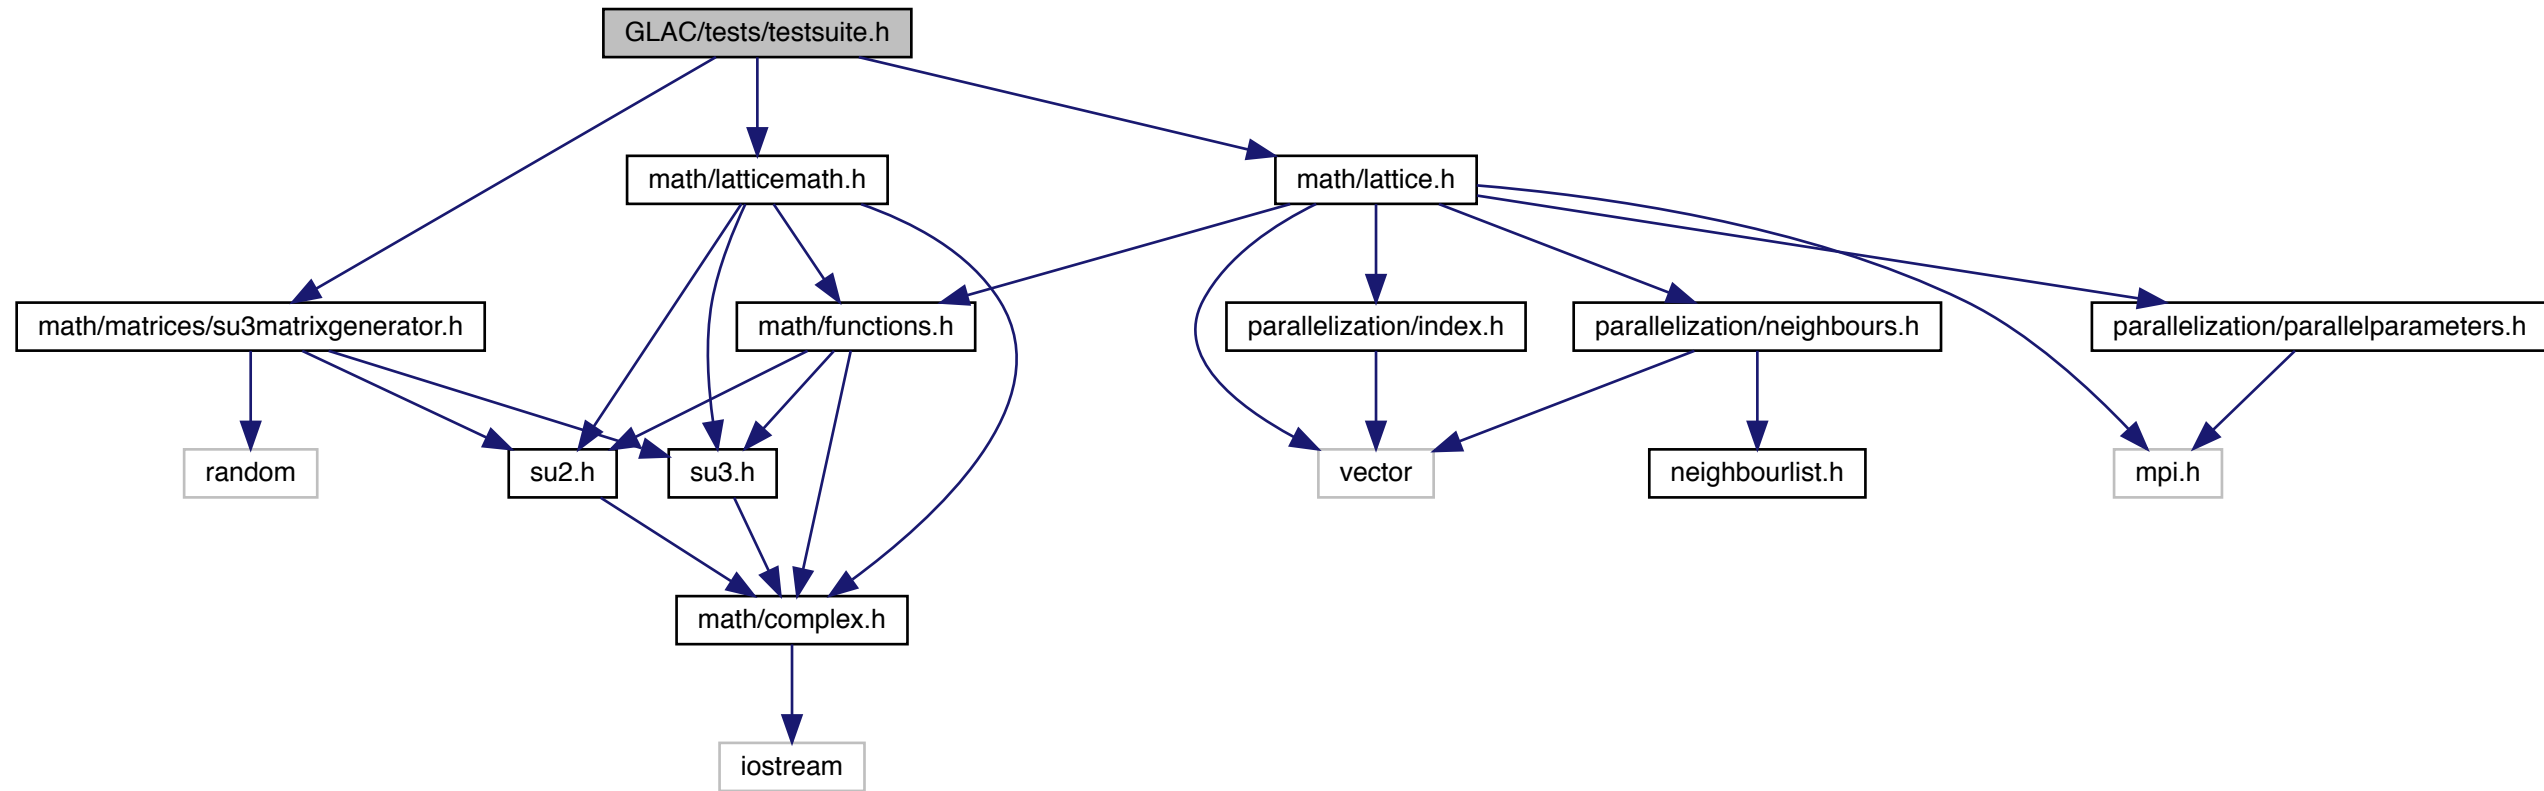 GLAC/tests/testsuite.h
math/latticemath.h
math/lattice.h
math/matrices/su3matrixgenerator.h
math/functions.h
parallelization/index.h
parallelization/neighbours.h
parallelization/parallelparameters.h
random
su2.h
su3.h
vector
neighbourlist.h
mpi.h
math/complex.h
iostream